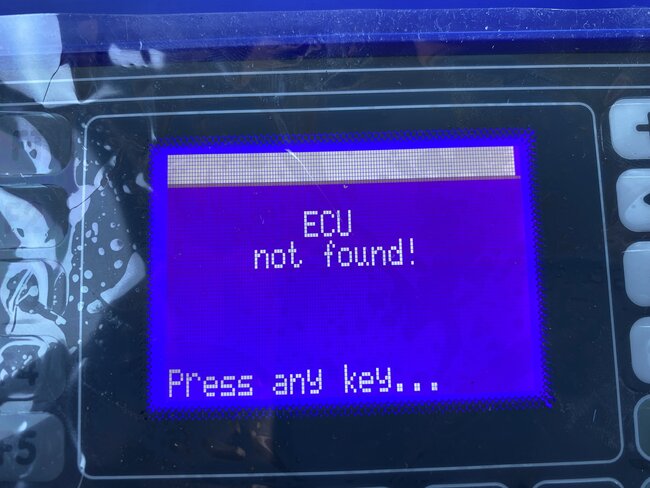 ECU
not found!
Press any key...